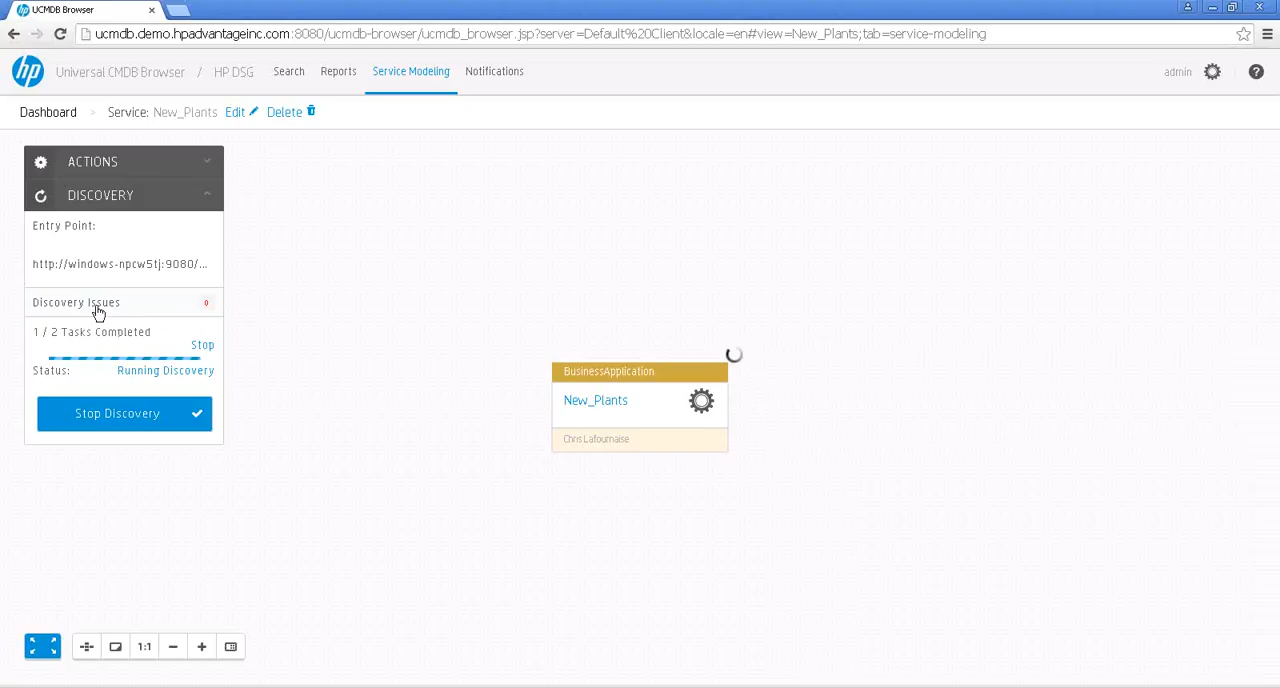 UCMDB Browser
ucmdb.demo.hpadvantageinc.com:8080/ucmdb-browser/ucmdb_browser.jsp?server=Default%20Client&locale=en#view=New_Plants;tab=service-modeling
hp Universal CMDB Browser / HP DSG Search Reports Service Modeling Notifications admin ?
Dashboard > Service: New_Plants Edit Delete
ACTIONS
DISCOVERY
Entry Point:
http://windows-npcw5tj:9080/...
Discovery Issues 0
1 / 2 Tasks Completed
Stop
Status: Running Discovery
Stop Discovery
BusinessApplication
New_Plants
Chris Lafournaise
1:1